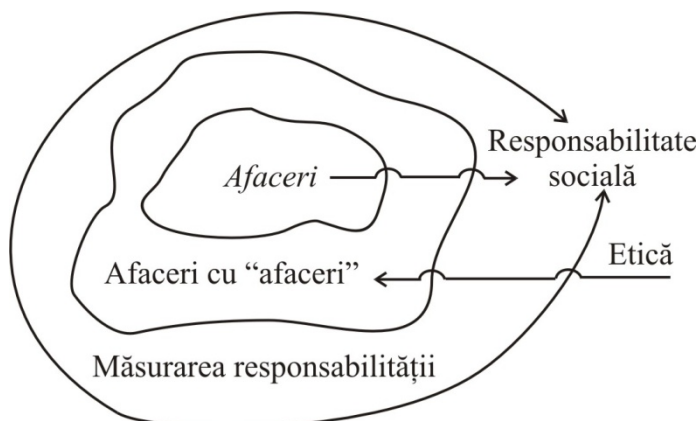 Responsabilitate
socială
Afaceri
Etică
Afaceri cu “afaceri”
Măsurarea responsabilității